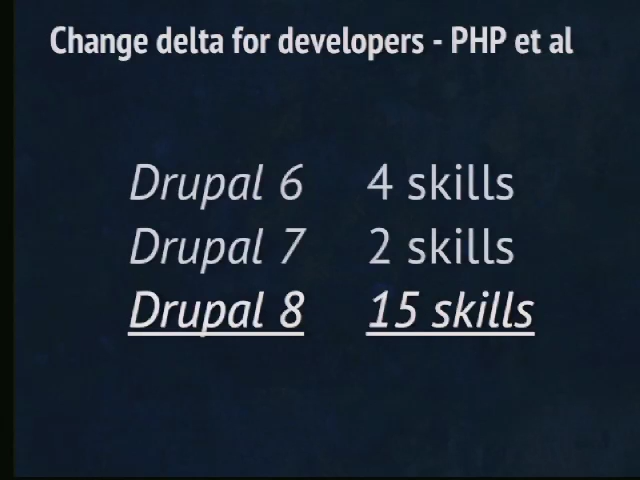 Change delta for developers - PHP et al
Drupal 6 4 skills
Drupal 7 2 skills
Drupal 8 15 skills